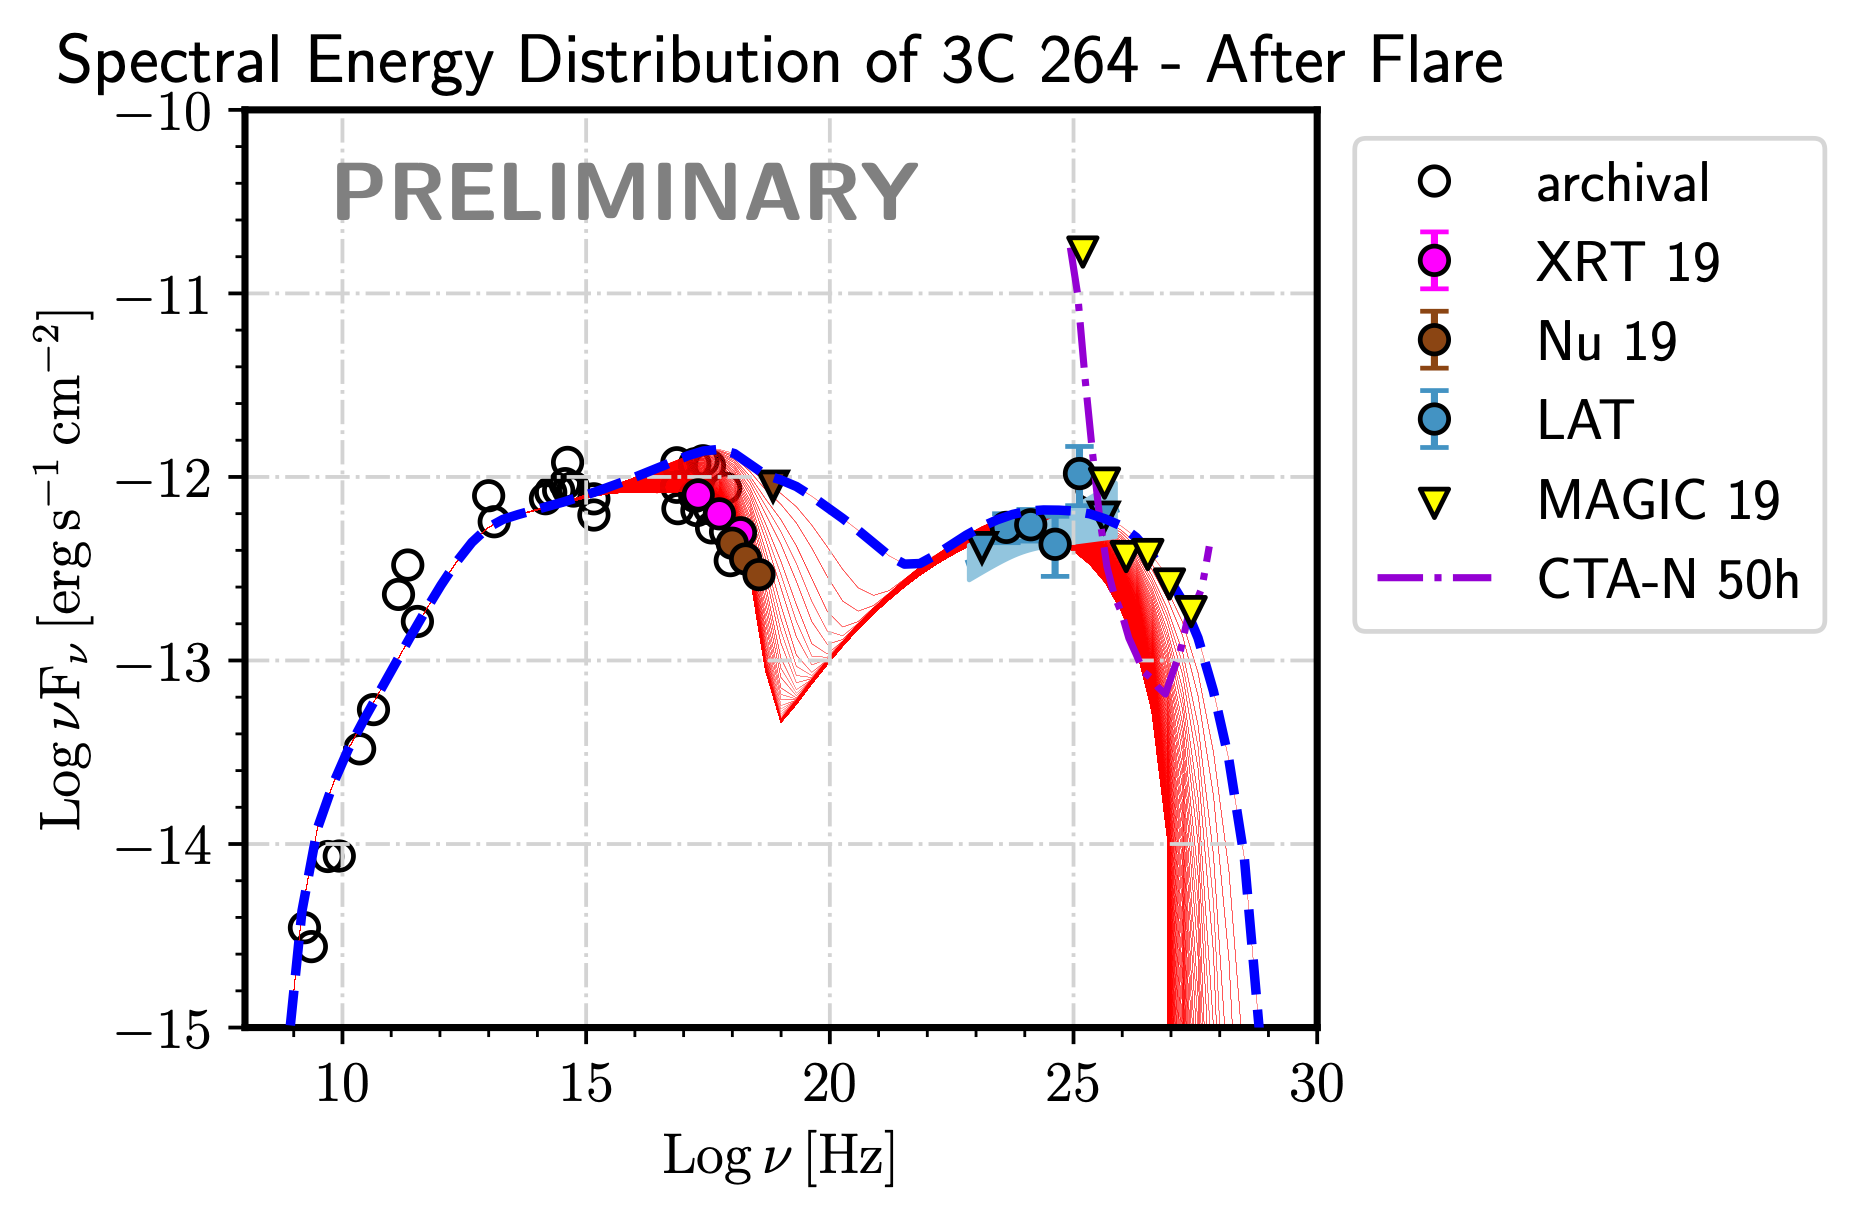 Spectral Energy Distribution of 3C 264 - After Flare
−10
−11
−12
−13
−14
−15
Log νFν [erg s−1 cm−2]
PRELIMINARY
10 15 20 25 30
Log ν [Hz]
archival
XRT 19
Nu 19
LAT
MAGIC 19
CTA-N 50h